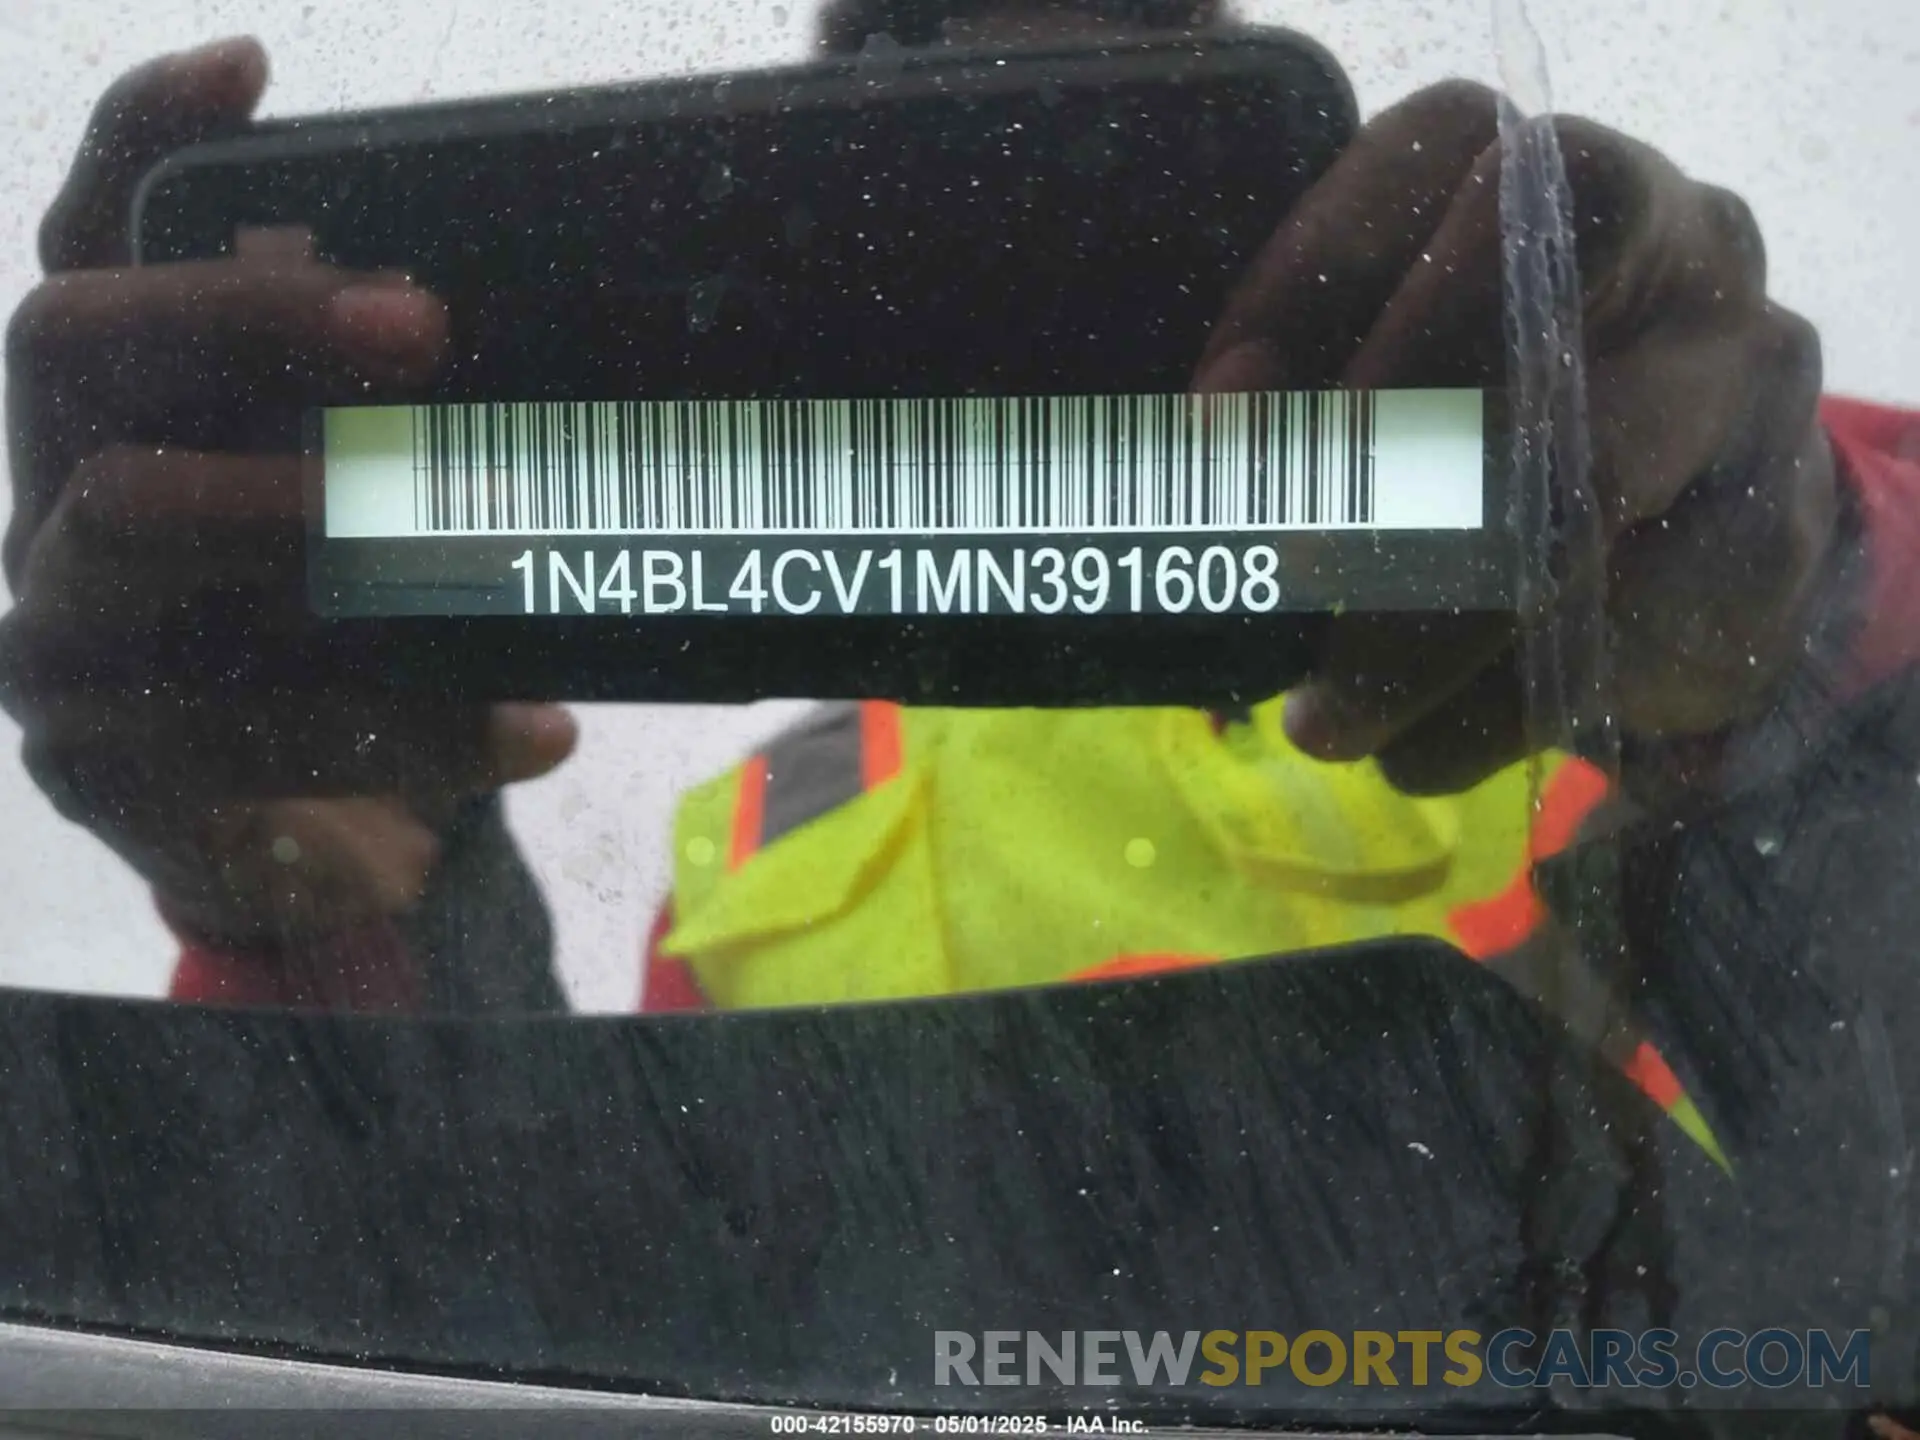 1N4BL4CV1MN391608
RENEWSPORTSCARS.COM
000-42155970 - 05/01/2025 - IAA Inc.